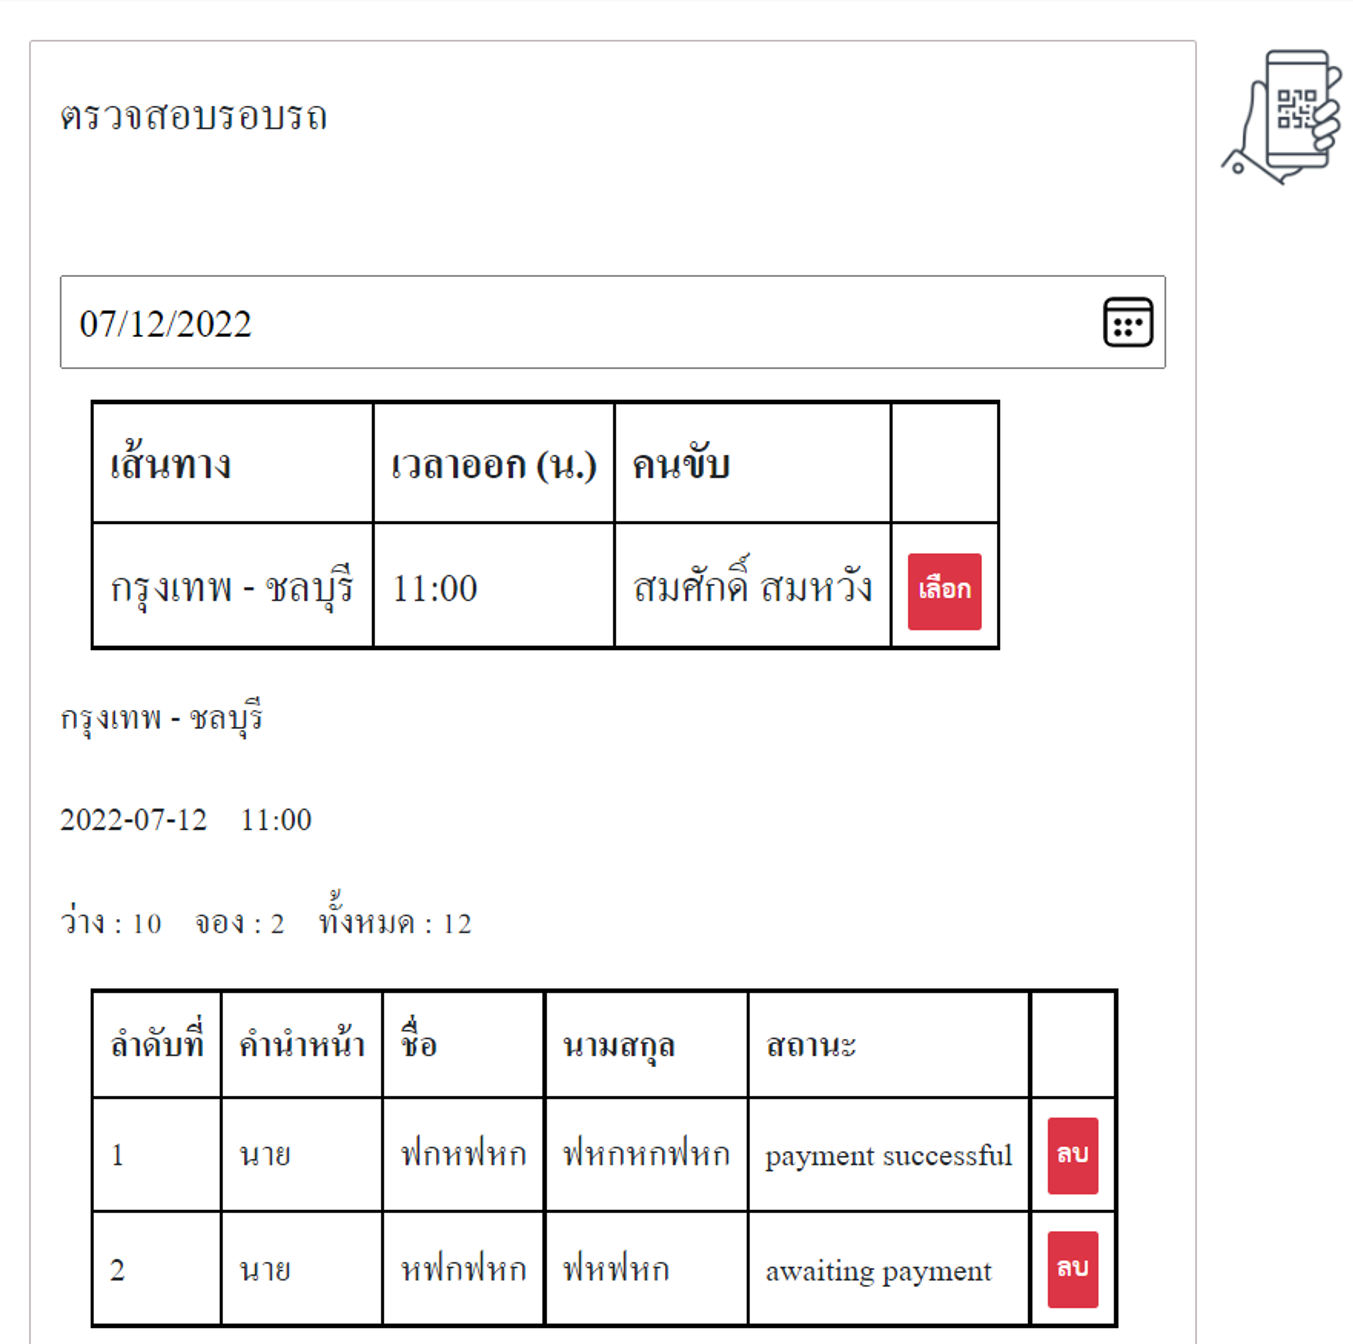 ตรวจสอบรอบรถ
07/12/2022
เส้นทาง เวลาออก (น.) คนขับ
กรุงเทพ - ชลบุรี 11:00 สมศักดิ์ สมหวัง เลือก
กรุงเทพ - ชลบุรี
2022-07-12 11:00
ว่าง : 10 จอง : 2 ทั้งหมด : 12
ลำดับที่ คำนำหน้า ชื่อ นามสกุล สถานะ
1 นาย ฟกหฟหก ฟหกหกฟหก payment successful ลบ
2 นาย หฟกฟหก ฟหฟหก awaiting payment ลบ